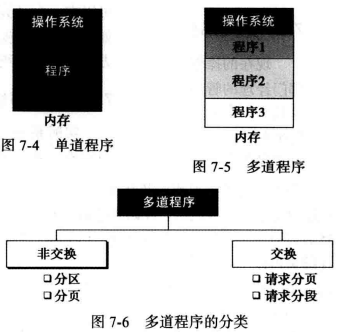 操作系统
程序
内存
图 7-4 单道程序
操作系统
程序1
程序2
程序3
内存
图 7-5 多道程序
多道程序
非交换
分区
分页
交换
请求分页
请求分段
图 7-6 多道程序的分类